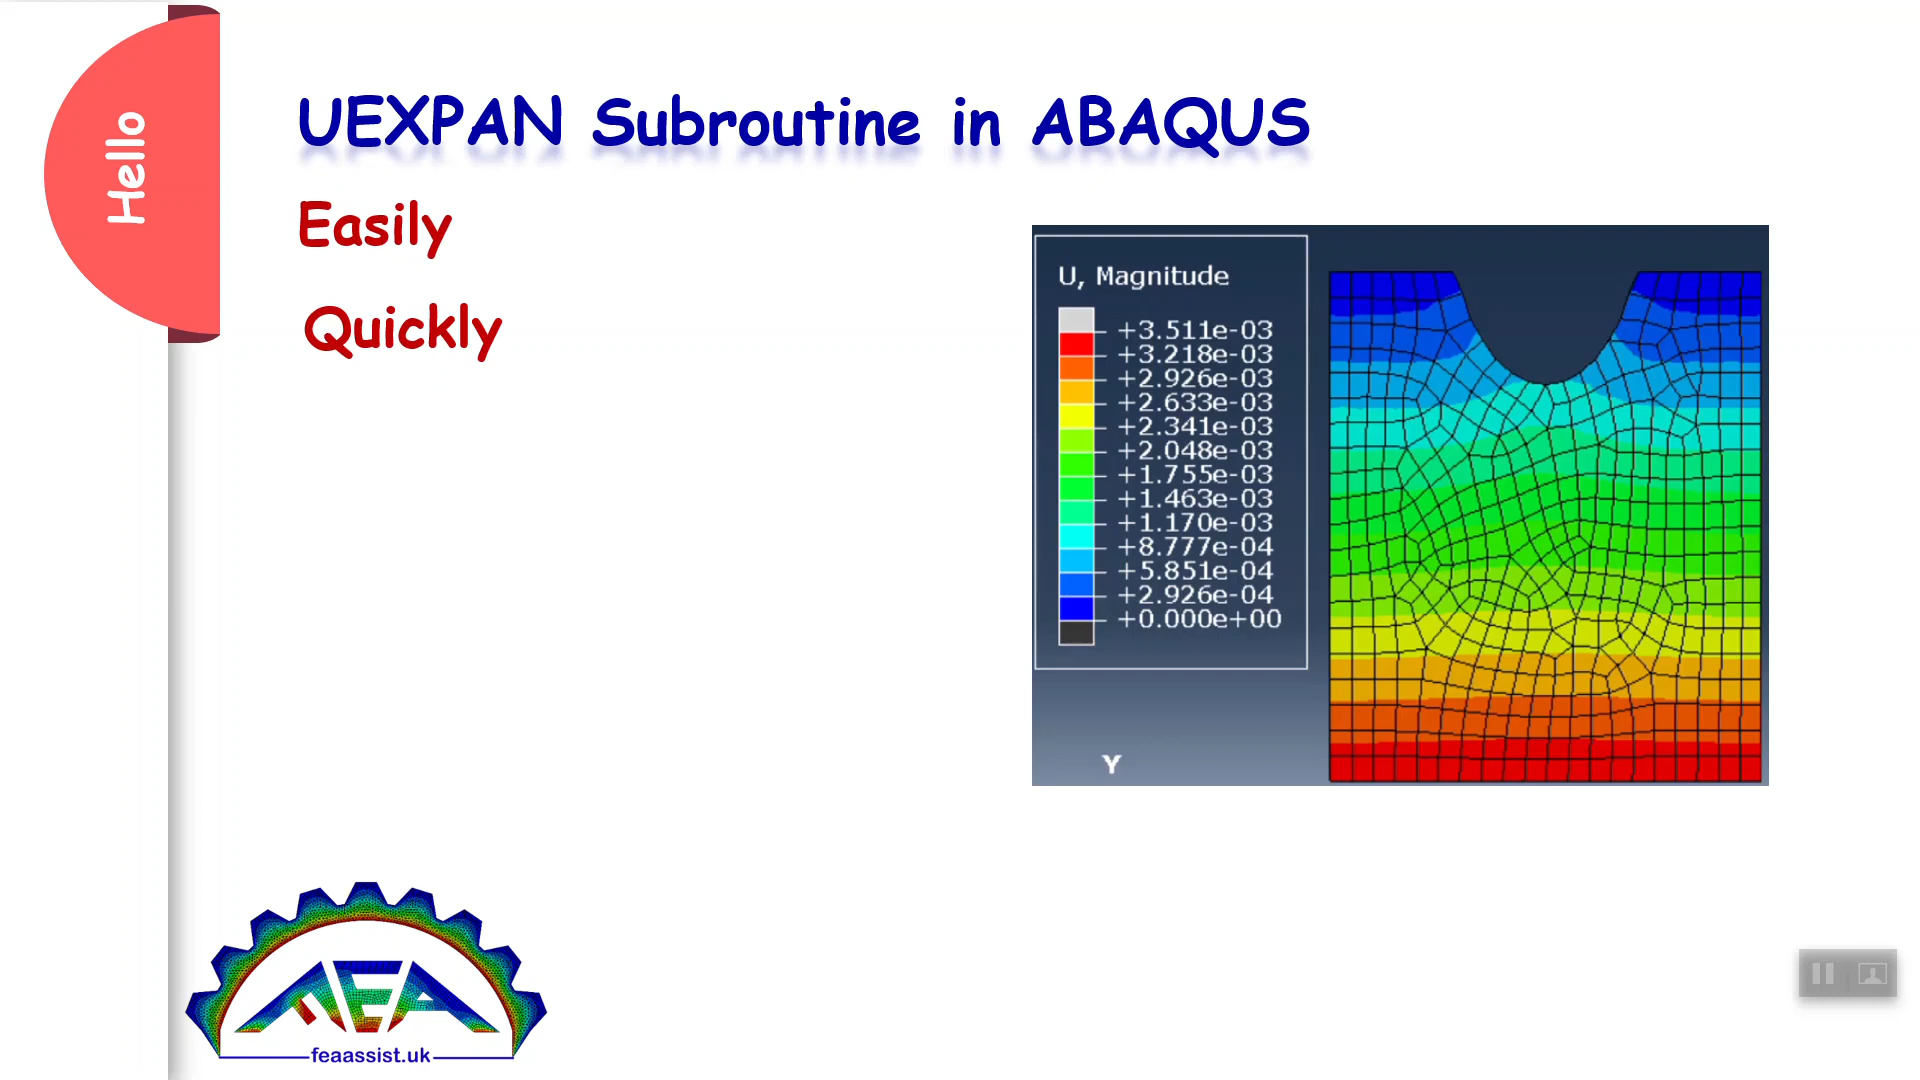 Hello
UEXPAN Subroutine in ABAQUS
Easily
Quickly
U, Magnitude
+3.511e-03
+3.218e-03
+2.926e-03
+2.633e-03
+2.341e-03
+2.048e-03
+1.755e-03
+1.463e-03
+1.170e-03
+8.777e-04
+5.851e-04
+2.926e-04
+0.000e+00
Y
FEA
feaassist.uk